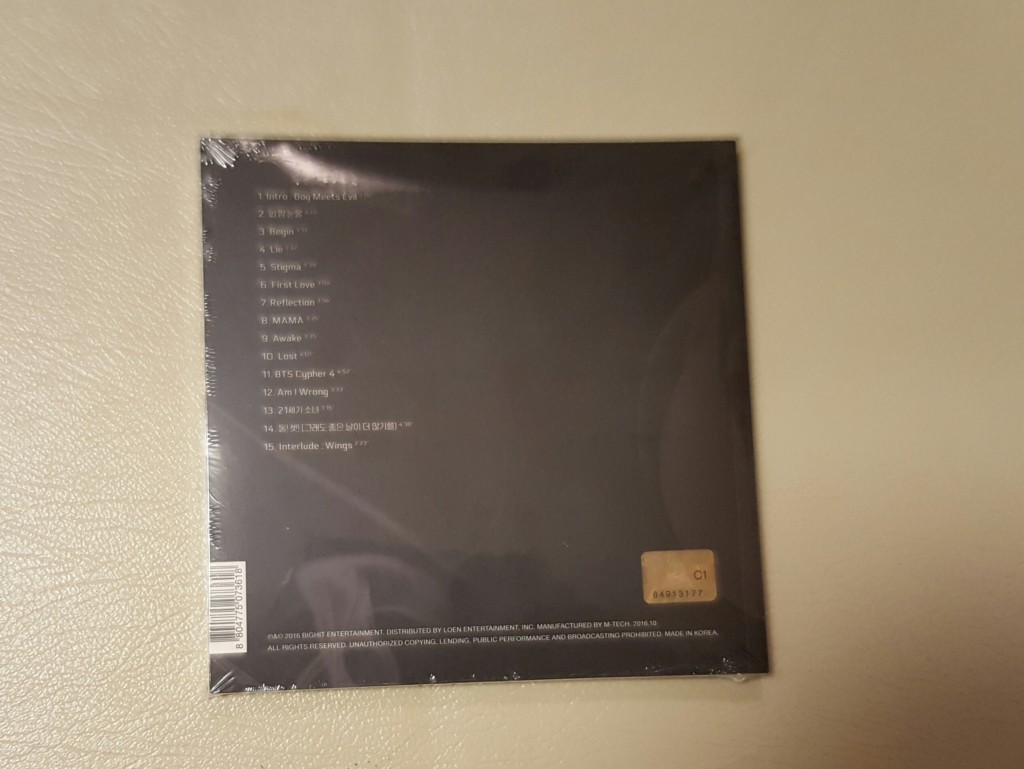 1. Intro : Boy Meets Evil
2. 피 땀 눈물
3. Begin
4. Lie
5. Stigma
6. First Love
7. Reflection
8. MAMA
9. Awake
10. Lost
11. BTS Cypher 4 4:52
12. Am I Wrong
13. 21세기 소녀
14. 둘! 셋! (그래도 좋은 날이 더 많기를)
15. Interlude : Wings
C1
04913177
8 804775 073618
℗&© 2016 BIGHIT ENTERTAINMENT. DISTRIBUTED BY LOEN ENTERTAINMENT, INC. MANUFACTURED BY M-TECH. 2016.10
ALL RIGHTS RESERVED. UNAUTHORIZED COPYING, LENDING, PUBLIC PERFORMANCE AND BROADCASTING PROHIBITED. MADE IN KOREA.